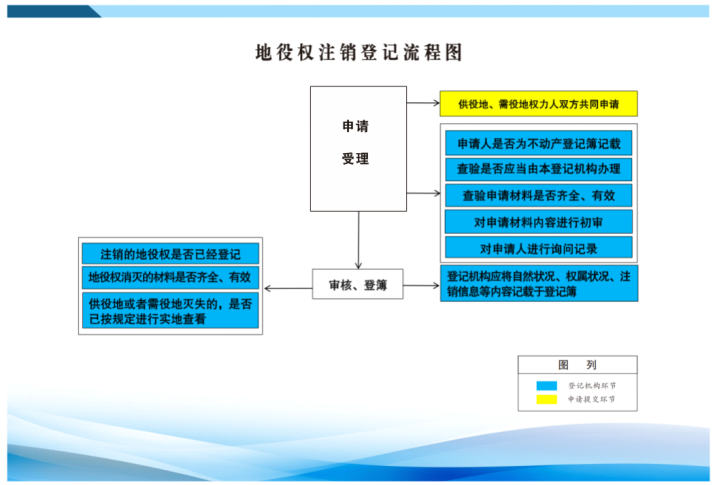 地役权注销登记流程图
申请
受理
供役地、需役地权力人双方共同申请
申请人是否为不动产登记簿记载
查验是否应当由本登记机构办理
查验申请材料是否齐全、有效
对申请材料内容进行初审
对申请人进行询问记录
注销的地役权是否已经登记
地役权消灭的材料是否齐全、有效
供役地或者需役地灭失的，是否
已按规定进行实地查看
审核、登簿
登记机构应将自然状况、权属状况、注
销信息等内容记载于登记簿
图 列
登记机构环节
申请提交环节